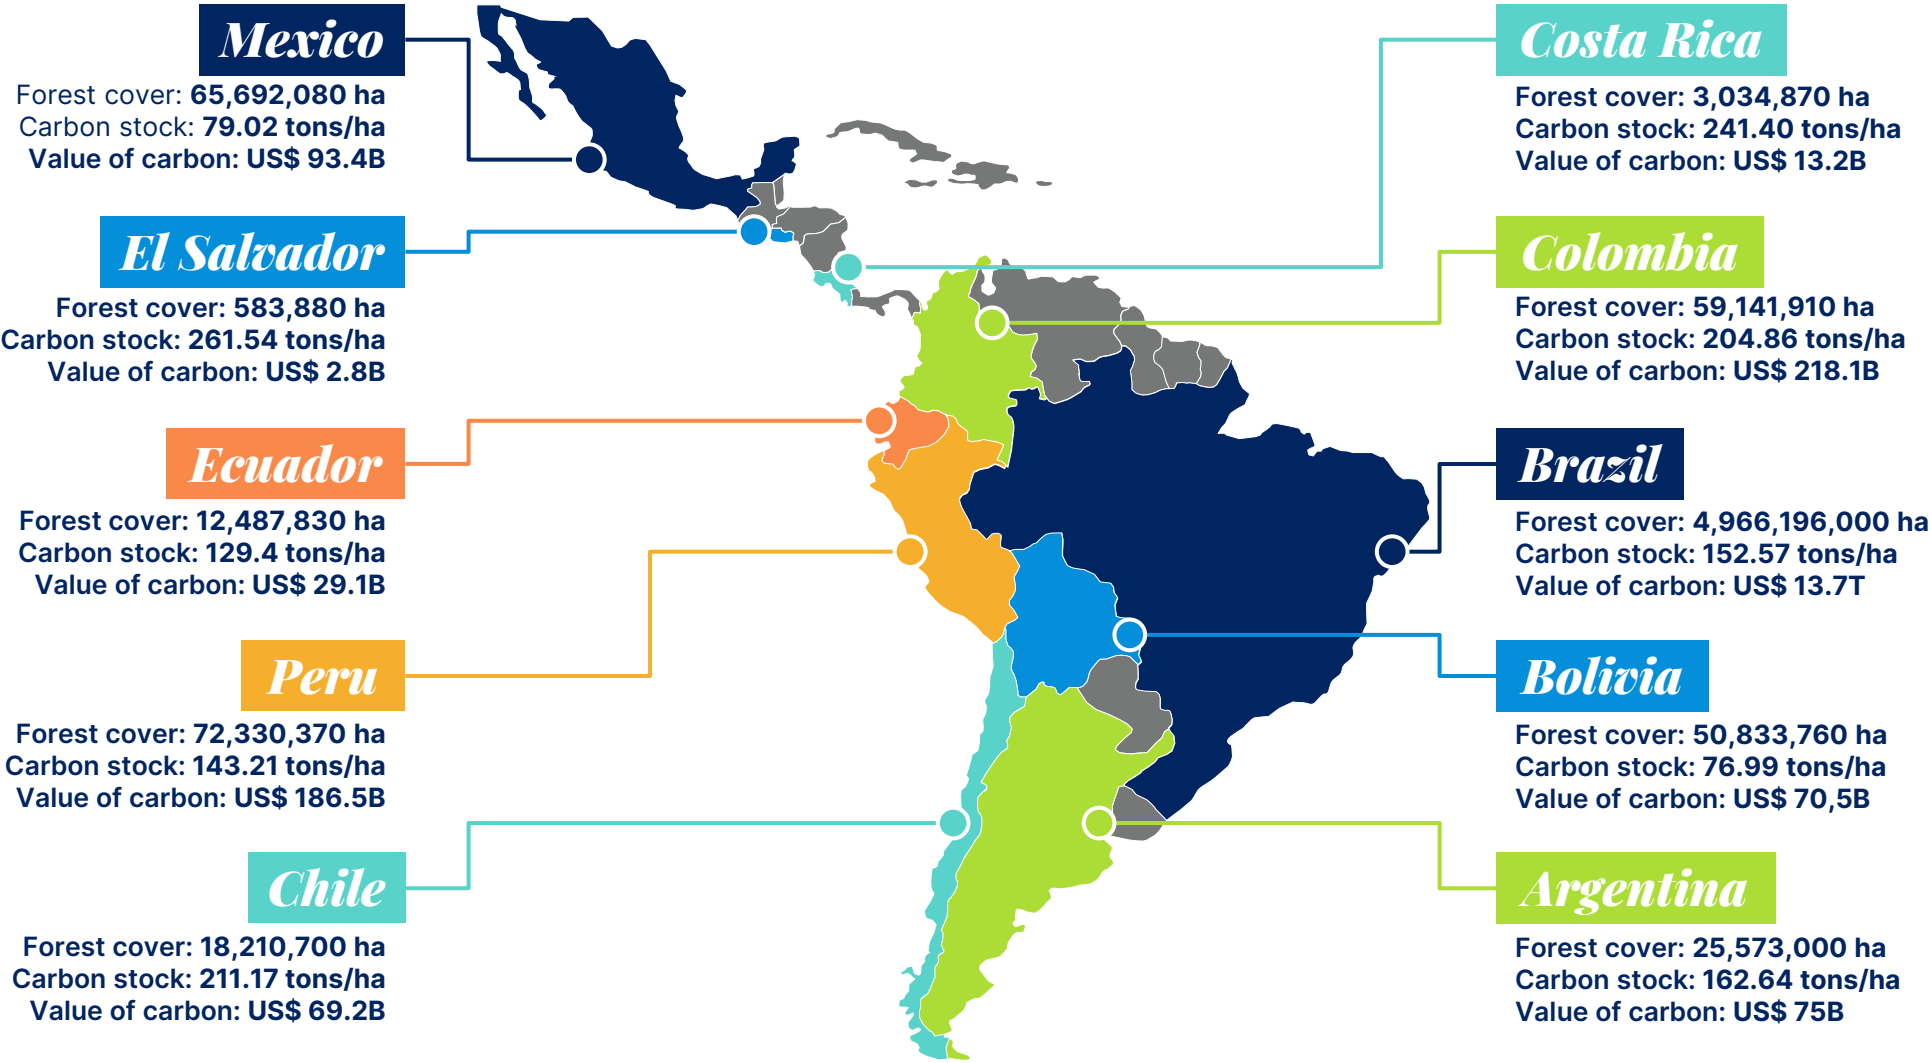 Mexico
Forest cover: 65,692,080 ha
Carbon stock: 79.02 tons/ha
Value of carbon: US$ 93.4B
El Salvador
Forest cover: 583,880 ha
Carbon stock: 261.54 tons/ha
Value of carbon: US$ 2.8B
Ecuador
Forest cover: 12,487,830 ha
Carbon stock: 129.4 tons/ha
Value of carbon: US$ 29.1B
Peru
Forest cover: 72,330,370 ha
Carbon stock: 143.21 tons/ha
Value of carbon: US$ 186.5B
Chile
Forest cover: 18,210,700 ha
Carbon stock: 211.17 tons/ha
Value of carbon: US$ 69.2B
Costa Rica
Forest cover: 3,034,870 ha
Carbon stock: 241.40 tons/ha
Value of carbon: US$ 13.2B
Colombia
Forest cover: 59,141,910 ha
Carbon stock: 204.86 tons/ha
Value of carbon: US$ 218.1B
Brazil
Forest cover: 4,966,196,000 ha
Carbon stock: 152.57 tons/ha
Value of carbon: US$ 13.7T
Bolivia
Forest cover: 50,833,760 ha
Carbon stock: 76.99 tons/ha
Value of carbon: US$ 70,5B
Argentina
Forest cover: 25,573,000 ha
Carbon stock: 162.64 tons/ha
Value of carbon: US$ 75B